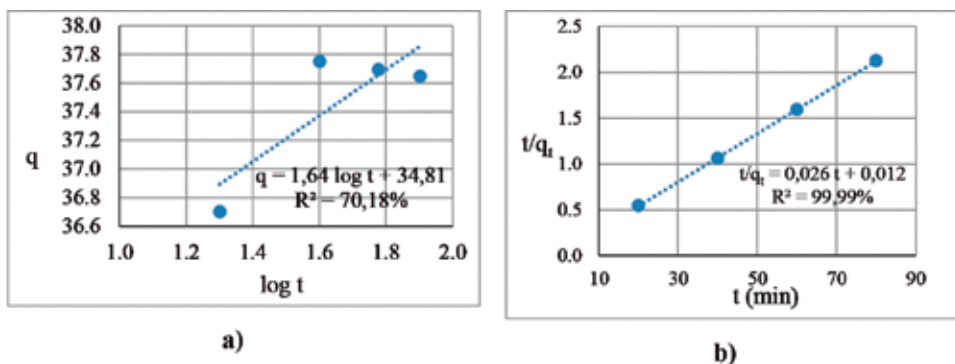 38.0
37.8
37.6
37.4
37.2
37.0
36.8
36.6
q
q = 1,64 log t + 34,81
R² = 70,18%
1.0 1.2 1.4 1.6 1.8 2.0
log t
a)
2.5
2.0
1.5
1.0
0.5
0.0
t/qt
t/qt = 0,026 t + 0,012
R² = 99,99%
10 30 50 70 90
t (min)
b)